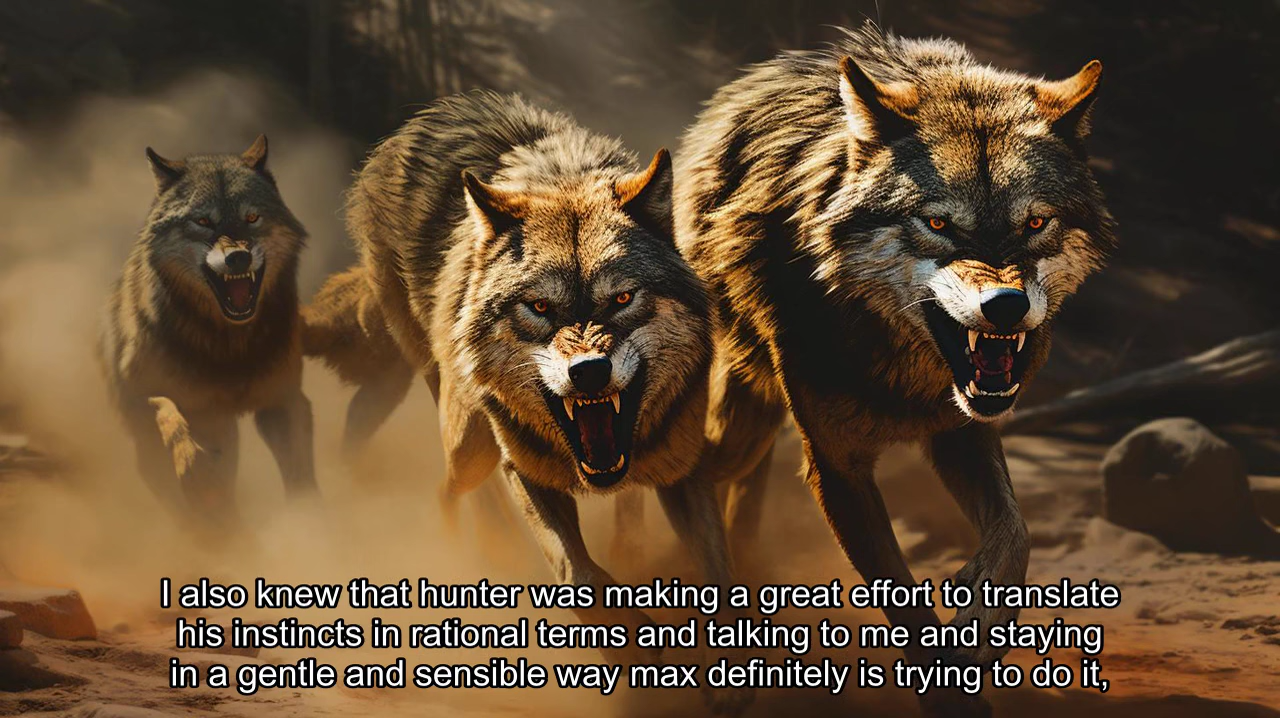 I also knew that hunter was making a great effort to translate
his instincts in rational terms and talking to me and staying
in a gentle and sensible way max definitely is trying to do it,